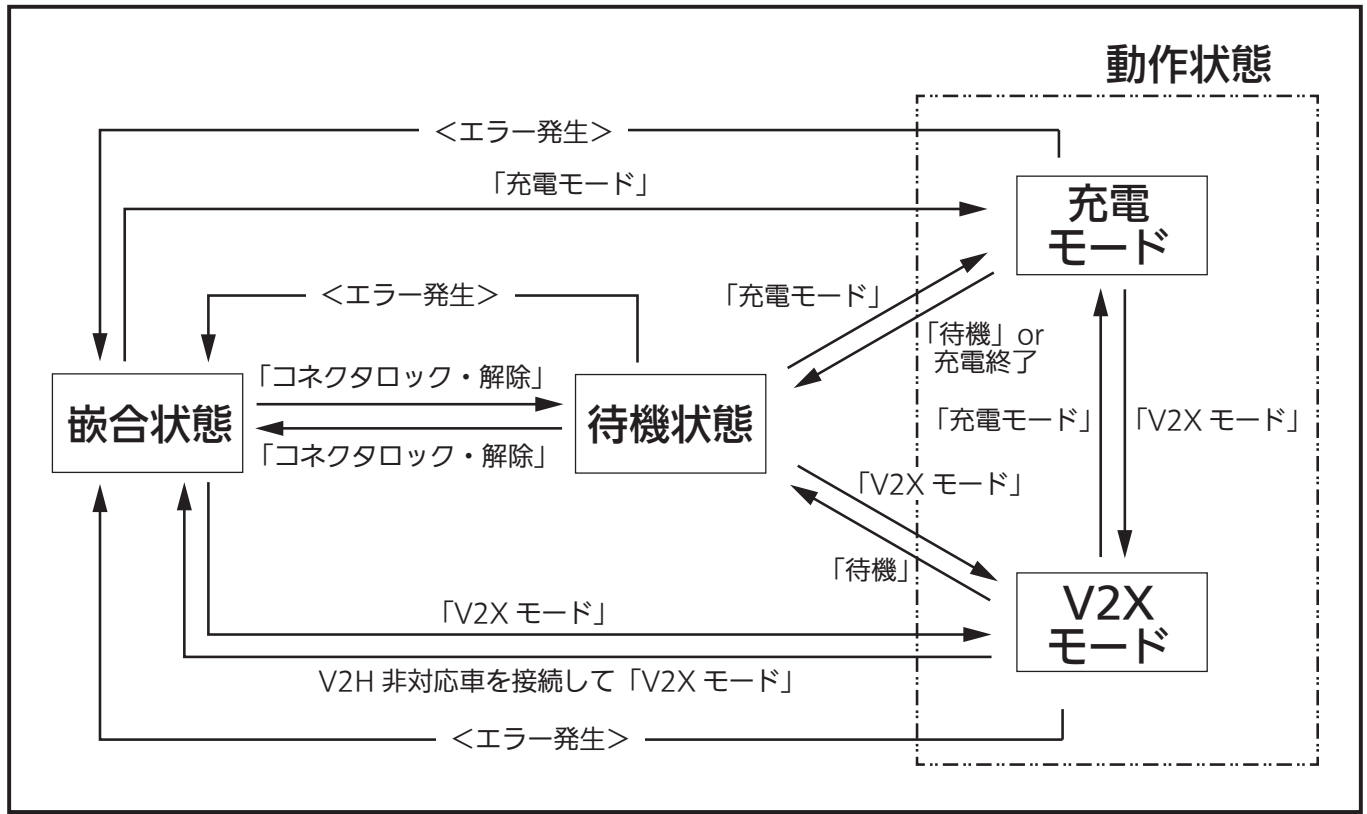 動作状態
＜エラー発生＞
「充電モード」
充電
モード
＜エラー発生＞
「充電モード」
「待機」or
充電終了
「コネクタロック・解除」
嵌合状態
待機状態
「充電モード」
「V2X モード」
「コネクタロック・解除」
「V2X モード」
「待機」
V2X
モード
「V2X モード」
V2H 非対応車を接続して「V2X モード」
＜エラー発生＞